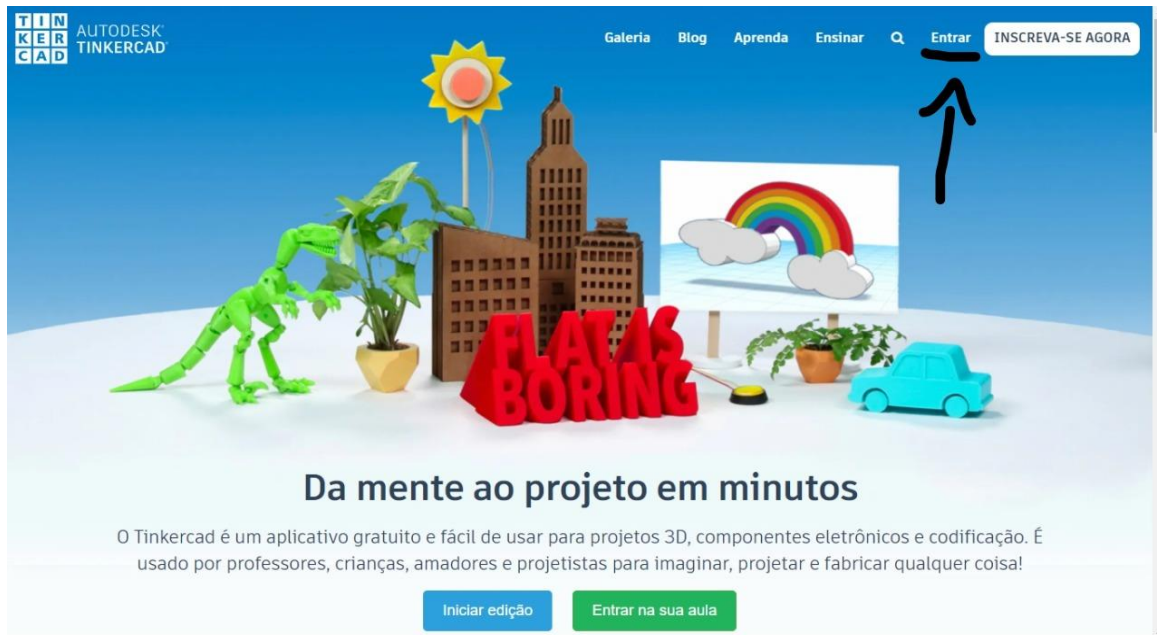 TIN
KER
CAD
AUTODESK®
TINKERCAD®
Galeria Blog Aprenda Ensinar Entrar INSCREVA-SE AGORA
FLAT IS
BORING
Da mente ao projeto em minutos
O Tinkercad é um aplicativo gratuito e fácil de usar para projetos 3D, componentes eletrônicos e codificação. É
usado por professores, crianças, amadores e projetistas para imaginar, projetar e fabricar qualquer coisa!
Iniciar edição Entrar na sua aula